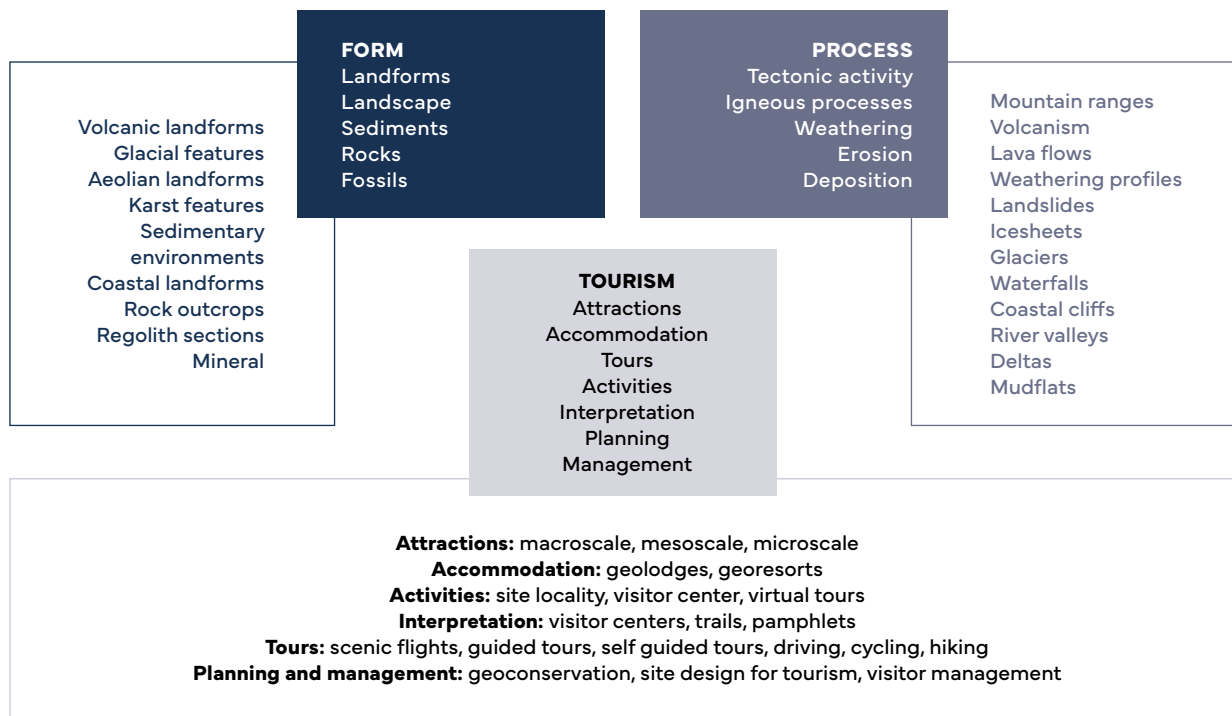 FORM
Landforms
Landscape
Sediments
Rocks
Fossils
PROCESS
Tectonic activity
Igneous processes
Weathering
Erosion
Deposition
Volcanic landforms
Glacial features
Aeolian landforms
Karst features
Sedimentary
environments
Coastal landforms
Rock outcrops
Regolith sections
Mineral
Mountain ranges
Volcanism
Lava flows
Weathering profiles
Landslides
Icesheets
Glaciers
Waterfalls
Coastal cliffs
River valleys
Deltas
Mudflats
TOURISM
Attractions
Accommodation
Tours
Activities
Interpretation
Planning
Management
Attractions: macroscale, mesoscale, microscale
Accommodation: geolodges, georesorts
Activities: site locality, visitor center, virtual tours
Interpretation: visitor centers, trails, pamphlets
Tours: scenic flights, guided tours, self guided tours, driving, cycling, hiking
Planning and management: geoconservation, site design for tourism, visitor management